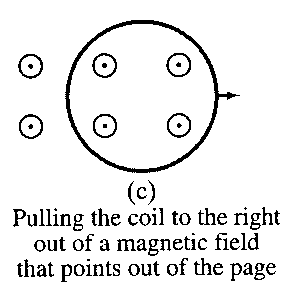 (c)
Pulling the coil to the right
out of a magnetic field
that points out of the page